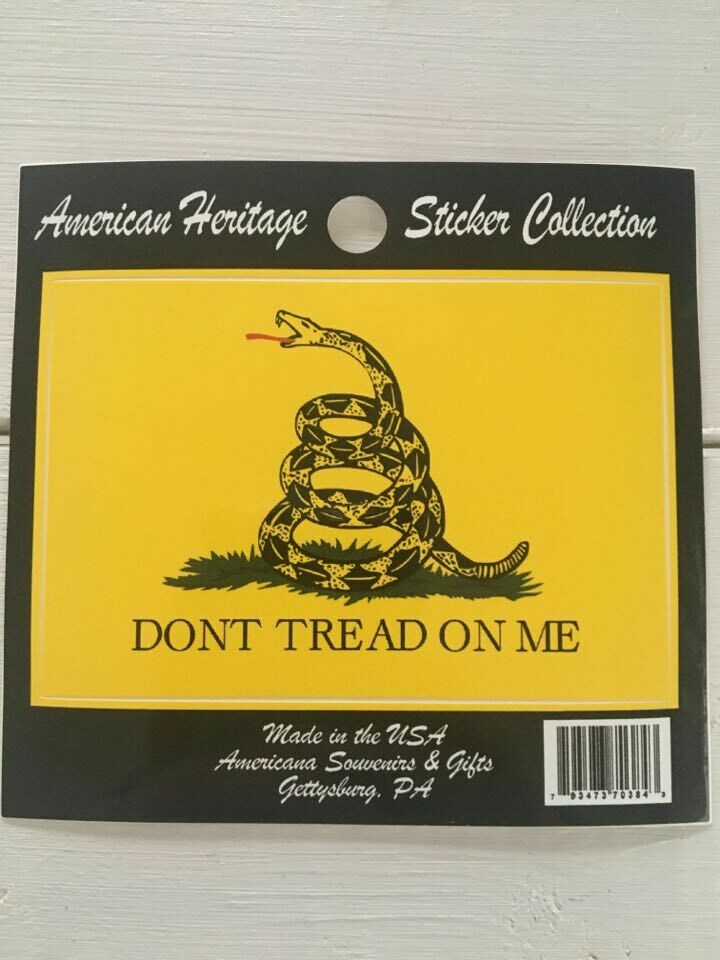 American Heritage Sticker Collection
DONT TREAD ON ME
Made in the USA
Americana Souvenirs & Gifts
Gettysburg, PA
7 93473 70384 3